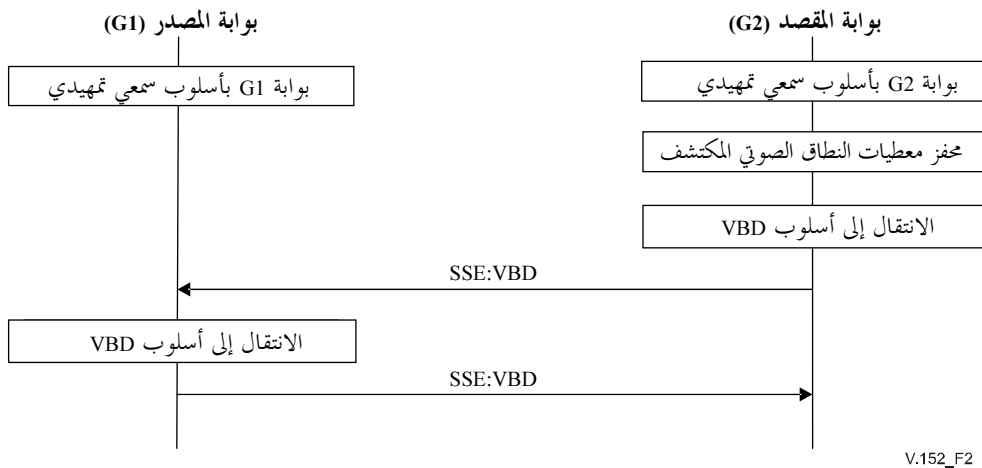 بوابة المقصد (G2)
بوابة المصدر (G1)
بوابة G2 بأسلوب سمعي تمهيدي
بوابة G1 بأسلوب سمعي تمهيدي
محفز معطيات النطاق الصوتي المكتشف
الانتقال إلى أسلوب VBD
SSE:VBD
الانتقال إلى أسلوب VBD
SSE:VBD
V.152_F2